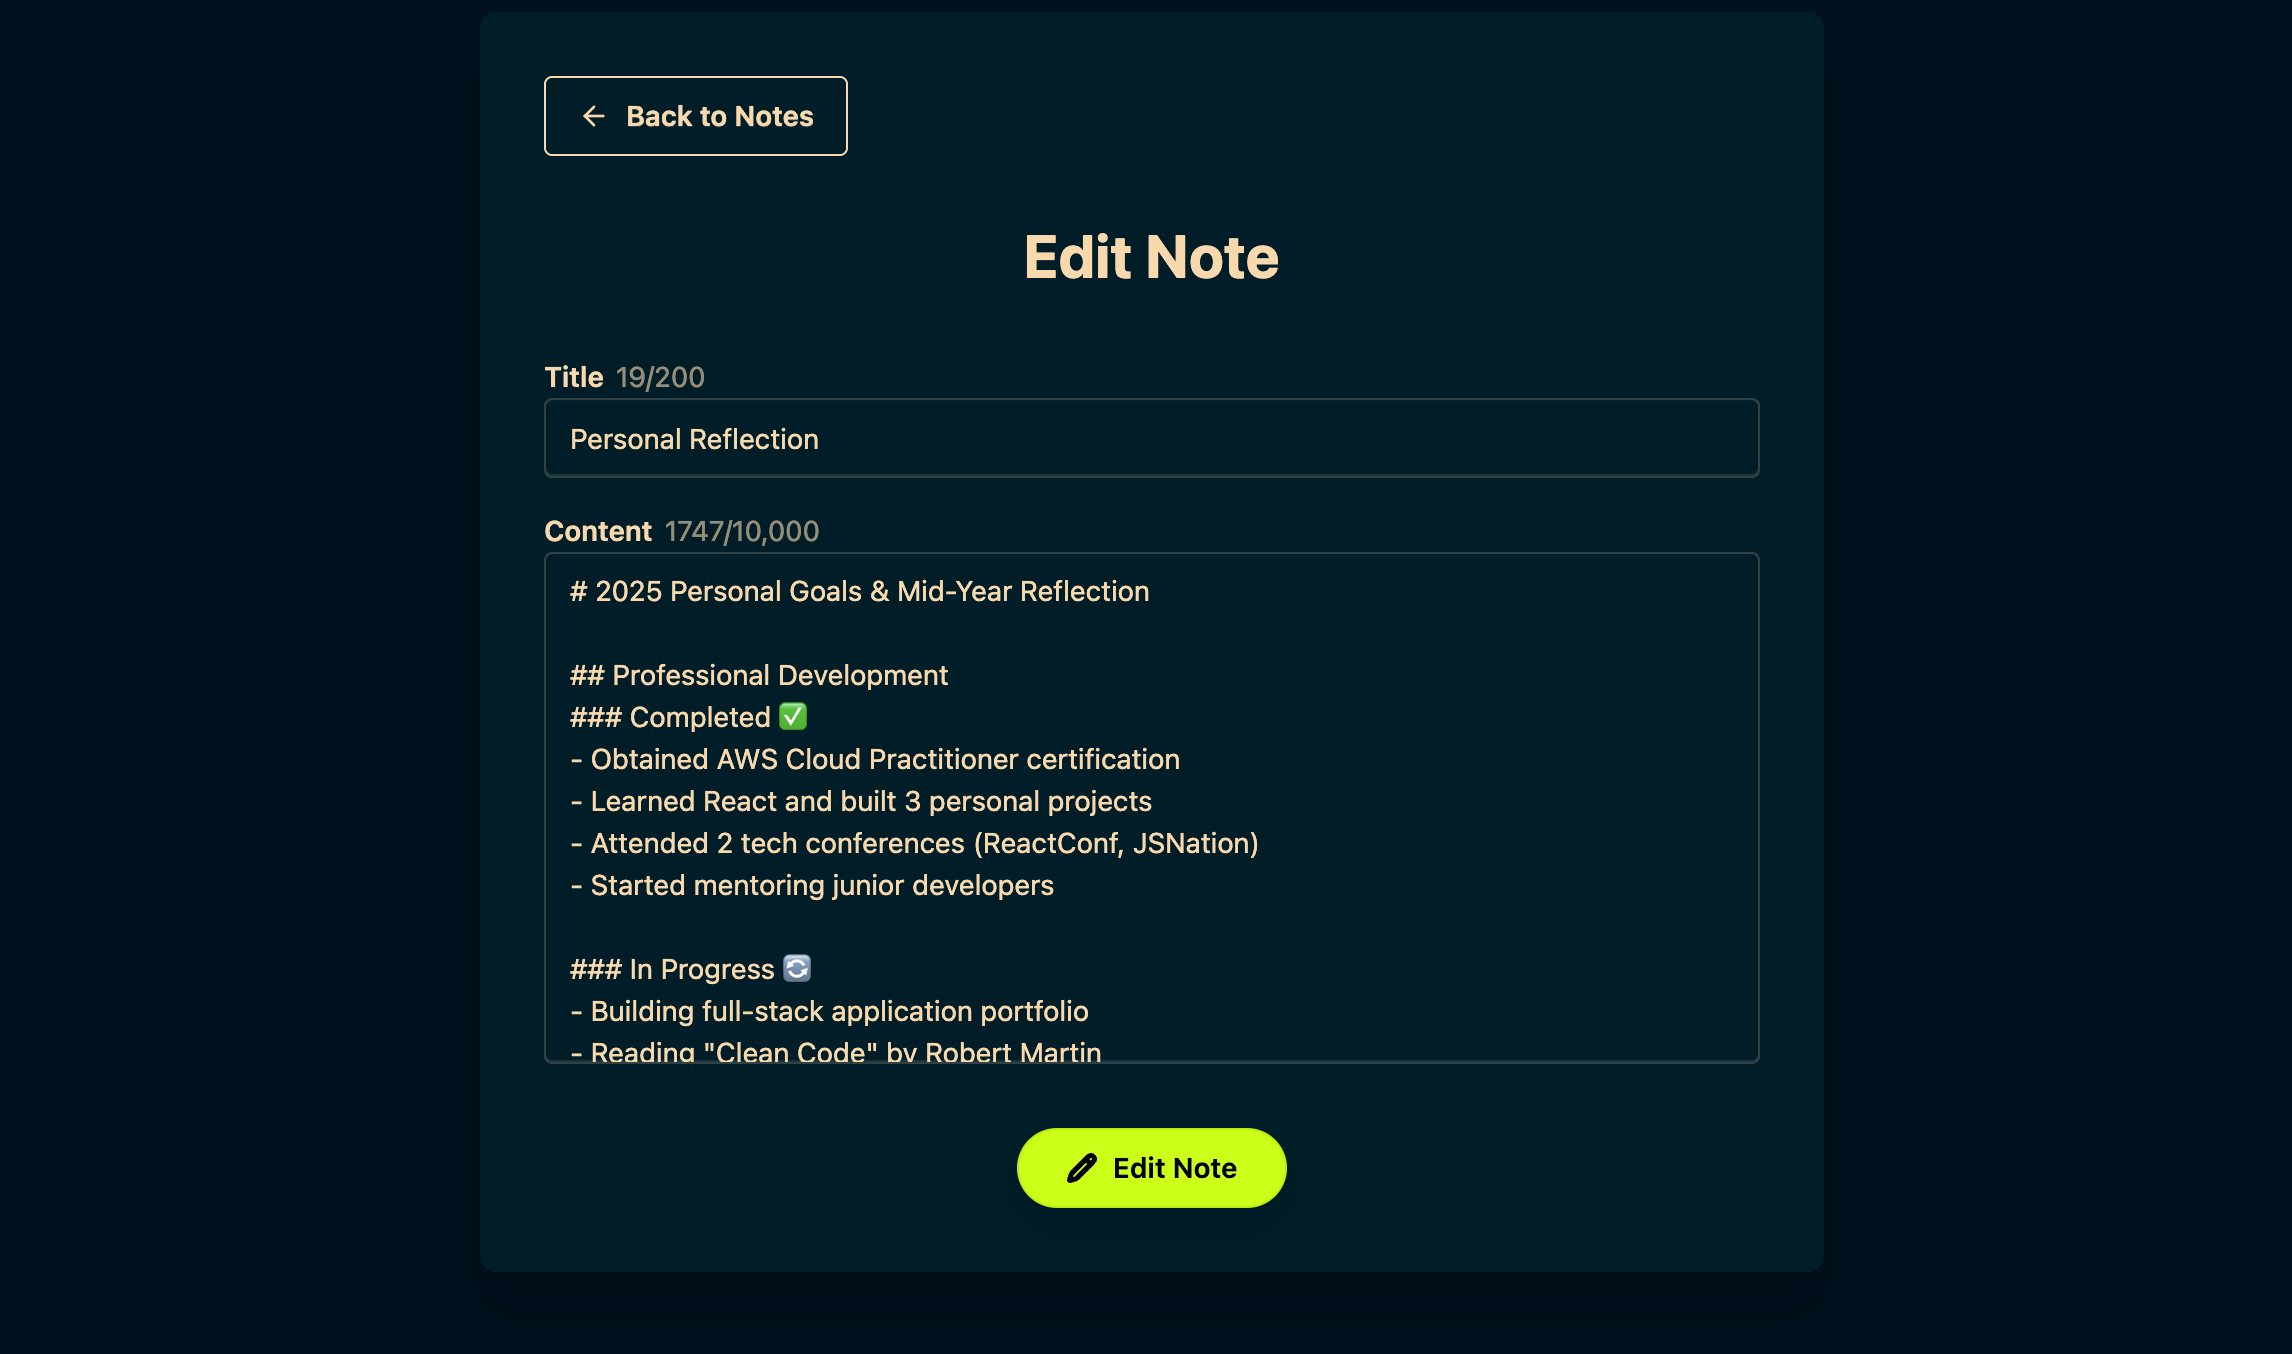 ← Back to Notes
Edit Note
Title 19/200
Personal Reflection
Content 1747/10,000
# 2025 Personal Goals & Mid-Year Reflection
## Professional Development
### Completed ✅
- Obtained AWS Cloud Practitioner certification
- Learned React and built 3 personal projects
- Attended 2 tech conferences (ReactConf, JSNation)
- Started mentoring junior developers
### In Progress 🔄
- Building full-stack application portfolio
- Reading "Clean Code" by Robert Martin
Edit Note